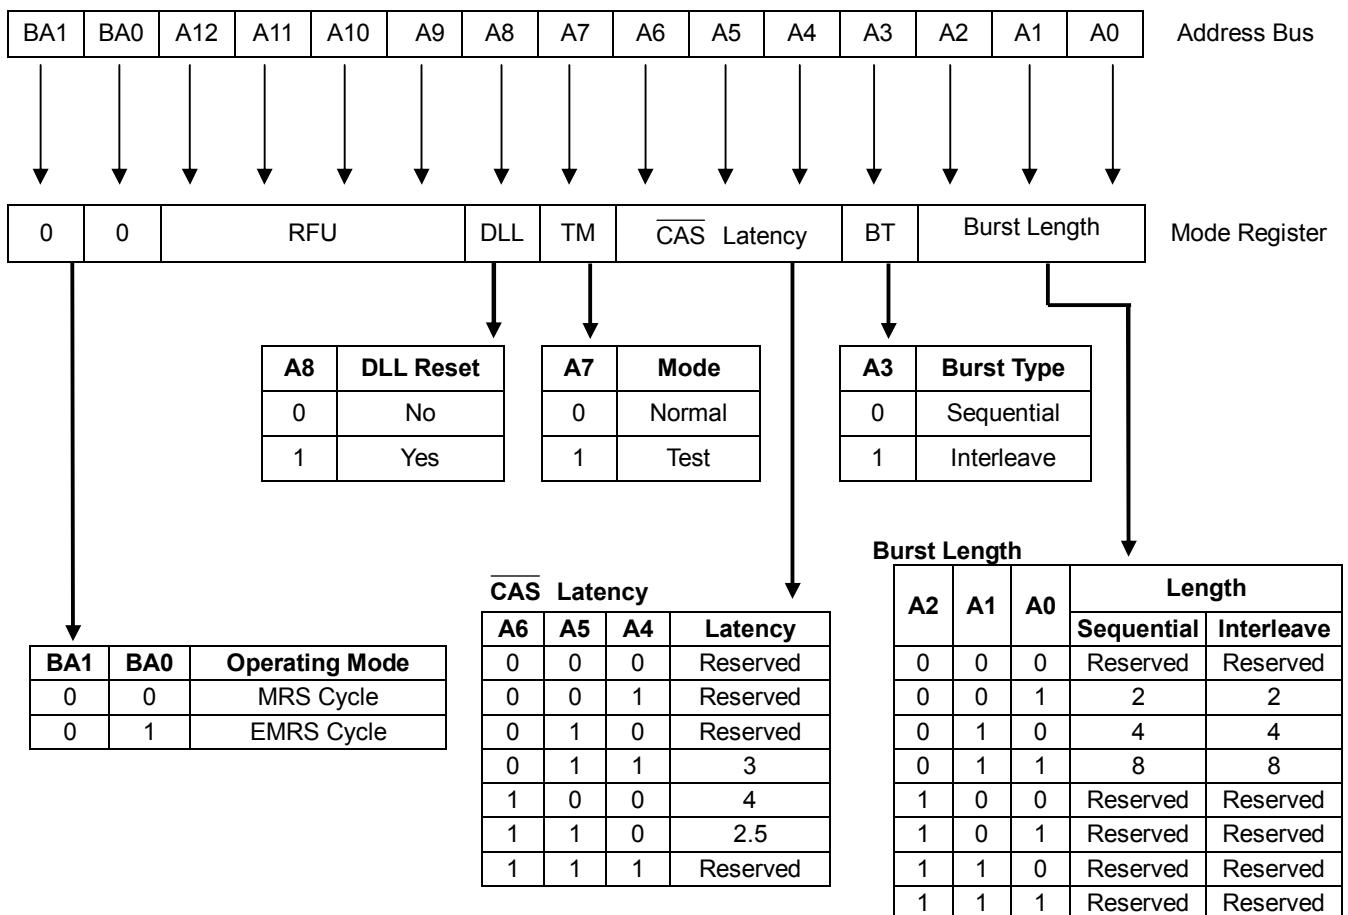 BA1 BA0 A12 A11 A10 A9 A8 A7 A6 A5 A4 A3 A2 A1 A0 Address Bus
0 0 RFU DLL TM CAS Latency BT Burst Length Mode Register
A8 DLL Reset
0 No
1 Yes
A7 Mode
0 Normal
1 Test
A3 Burst Type
0 Sequential
1 Interleave
BA1 BA0 Operating Mode
0 0 MRS Cycle
0 1 EMRS Cycle
CAS Latency
A6 A5 A4 Latency
0 0 0 Reserved
0 0 1 Reserved
0 1 0 Reserved
0 1 1 3
1 0 0 4
1 1 0 2.5
1 1 1 Reserved
Burst Length
A2 A1 A0 Length
Sequential Interleave
0 0 0 Reserved Reserved
0 0 1 2 2
0 1 0 4 4
0 1 1 8 8
1 0 0 Reserved Reserved
1 0 1 Reserved Reserved
1 1 0 Reserved Reserved
1 1 1 Reserved Reserved